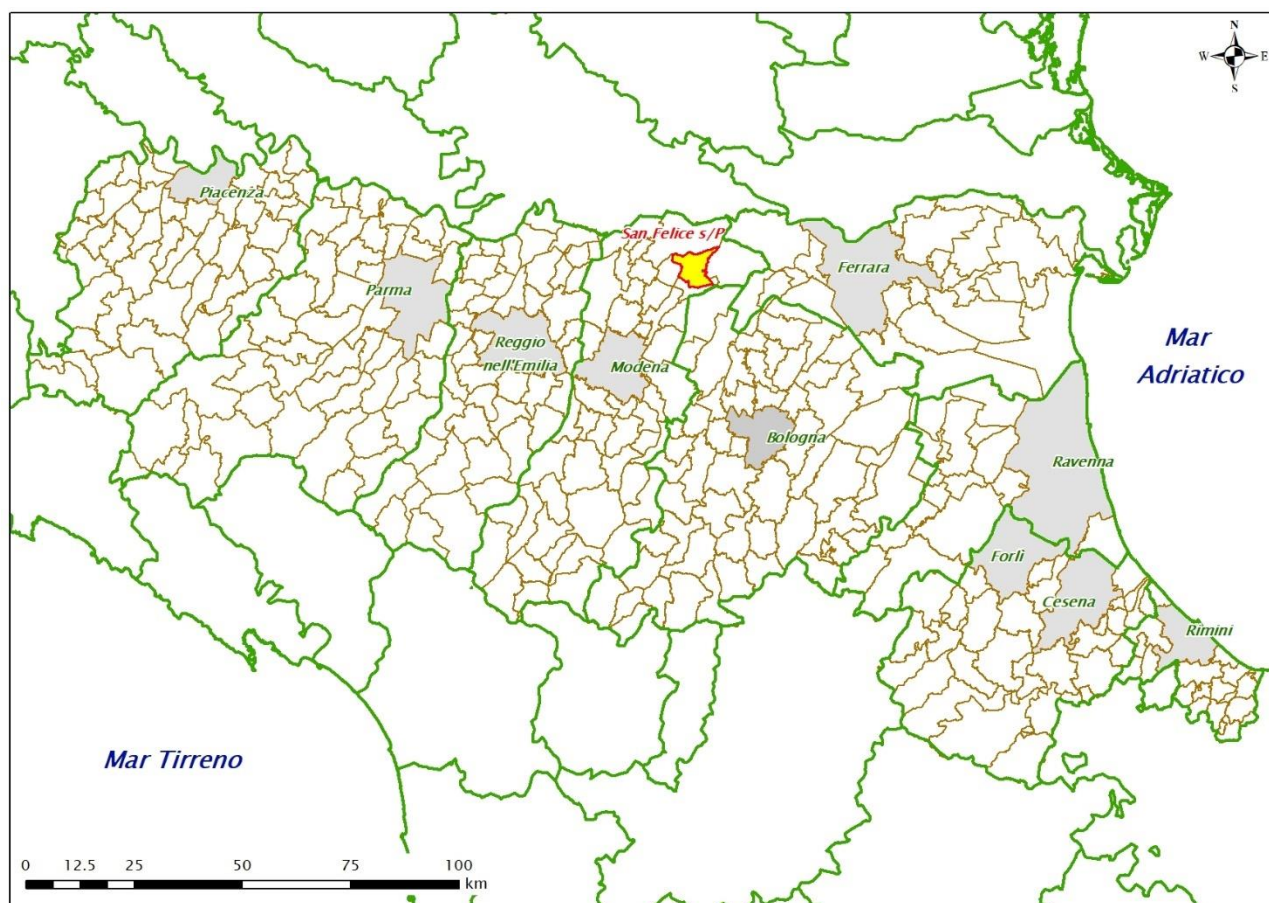 N
W E
S
Piacenza
San Felice s/P
Ferrara
Parma
Mar
Adriatico
Reggio
nell'Emilia
Modena
Bologna
Ravenna
Forlì
Cesena
Rimini
Mar Tirreno
0 12.5 25 50 75 100
km